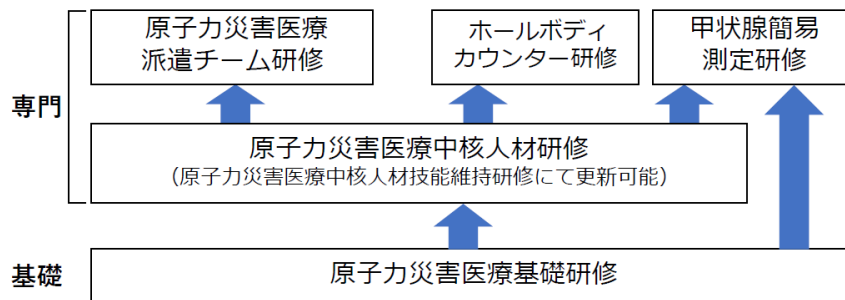 原子力災害医療
派遣チーム研修
ホールボディ
カウンター研修
甲状腺簡易
測定研修
専門
原子力災害医療中核人材研修
（原子力災害医療中核人材技能維持研修にて更新可能）
基礎
原子力災害医療基礎研修